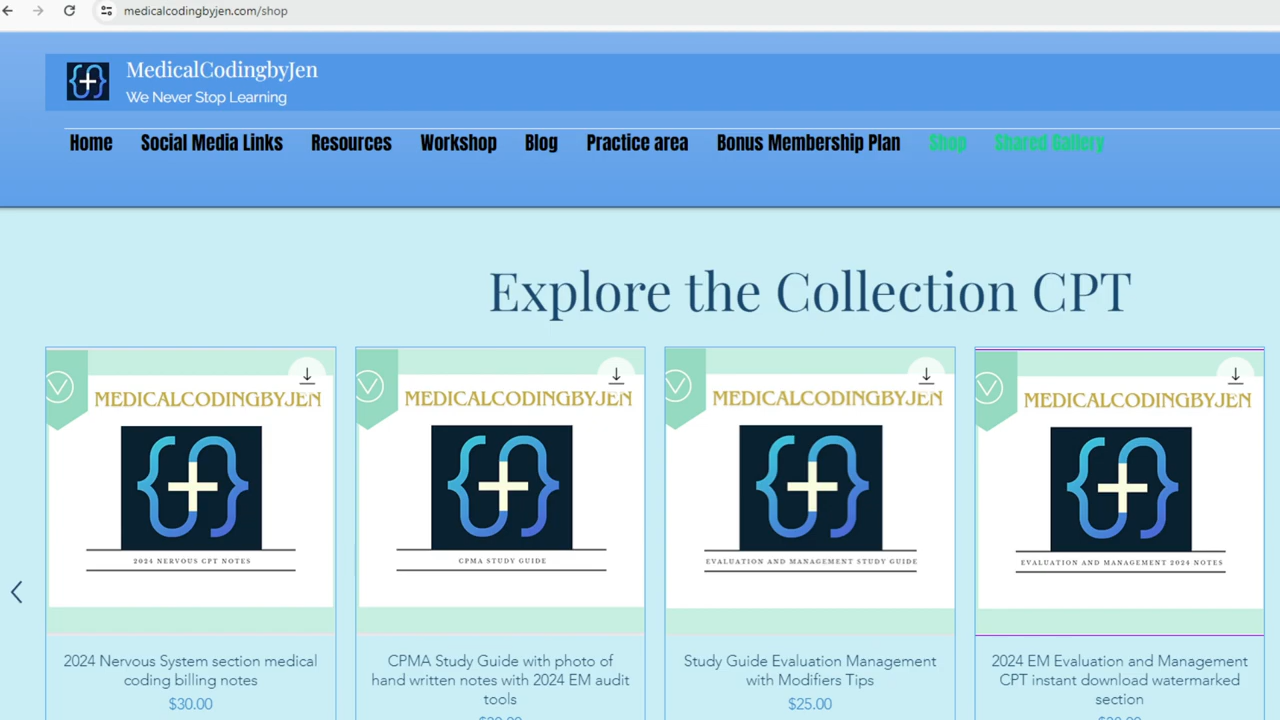 medicalcodingbyjen.com/shop
MedicalCodingbyJen
We Never Stop Learning
Home Social Media Links Resources Workshop Blog Practice area Bonus Membership Plan Shop Shared Gallery
Explore the Collection CPT
MEDICALCODINGBYJEN
2024 NERVOUS CPT NOTES
2024 Nervous System section medical
coding billing notes
$30.00
MEDICALCODINGBYJEN
CPMA STUDY GUIDE
CPMA Study Guide with photo of
hand written notes with 2024 EM audit
tools
MEDICALCODINGBYJEN
EVALUATION AND MANAGEMENT STUDY GUIDE
Study Guide Evaluation Management
with Modifiers Tips
$25.00
MEDICALCODINGBYJEN
EVALUATION AND MANAGEMENT 2024 NOTES
2024 EM Evaluation and Management
CPT instant download watermarked
section